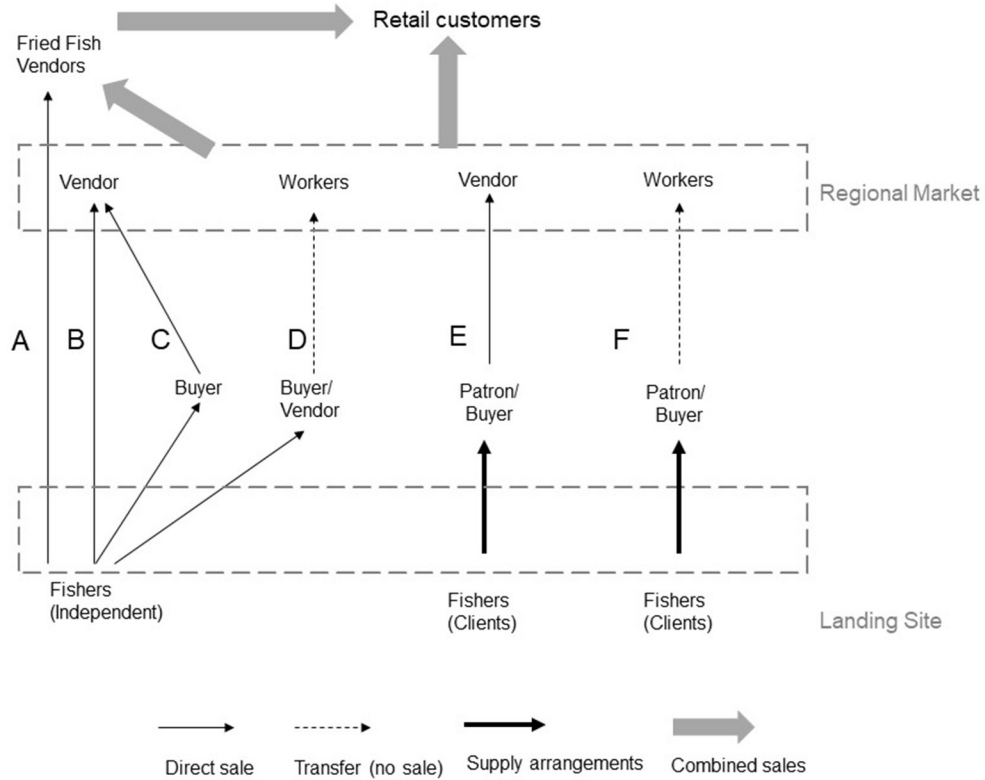 Retail customers
Fried Fish
Vendors
Vendor
Workers
Vendor
Workers
Regional Market
A
B
C
D
E
F
Buyer
Buyer/
Vendor
Patron/
Buyer
Patron/
Buyer
Fishers
(Independent)
Fishers
(Clients)
Fishers
(Clients)
Landing Site
Direct sale
Transfer (no sale)
Supply arrangements
Combined sales